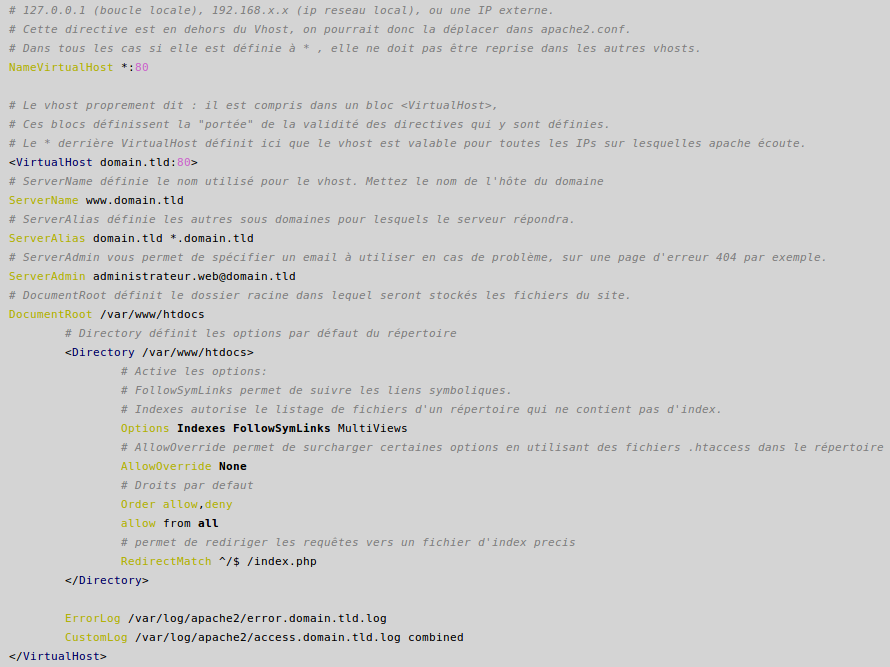 # 127.0.0.1 (boucle locale), 192.168.x.x (ip reseau local), ou une IP externe.
# Cette directive est en dehors du Vhost, on pourrait donc la déplacer dans apache2.conf.
# Dans tous les cas si elle est définie à * , elle ne doit pas être reprise dans les autres vhosts.
NameVirtualHost *:80
# Le vhost proprement dit : il est compris dans un bloc <VirtualHost>,
# Ces blocs définissent la "portée" de la validité des directives qui y sont définies.
# Le * derrière VirtualHost définit ici que le vhost est valable pour toutes les IPs sur lesquelles apache écoute.
<VirtualHost domain.tld:80>
# ServerName définie le nom utilisé pour le vhost. Mettez le nom de l'hôte du domaine
ServerName www.domain.tld
# ServerAlias définie les autres sous domaines pour lesquels le serveur répondra.
ServerAlias domain.tld *.domain.tld
# ServerAdmin vous permet de spécifier un email à utiliser en cas de problème, sur une page d'erreur 404 par exemple.
ServerAdmin administrateur.web@domain.tld
# DocumentRoot définit le dossier racine dans lequel seront stockés les fichiers du site.
DocumentRoot /var/www/htdocs
# Directory définit les options par défaut du répertoire
<Directory /var/www/htdocs>
# Active les options:
# FollowSymLinks permet de suivre les liens symboliques.
# Indexes autorise le listage de fichiers d'un répertoire qui ne contient pas d'index.
Options Indexes FollowSymLinks MultiViews
# AllowOverride permet de surcharger certaines options en utilisant des fichiers .htaccess dans le répertoire
AllowOverride None
# Droits par defaut
Order allow,deny
allow from all
# permet de rediriger les requêtes vers un fichier d'index precis
RedirectMatch ^/$ /index.php
</Directory>
ErrorLog /var/log/apache2/error.domain.tld.log
CustomLog /var/log/apache2/access.domain.tld.log combined
</VirtualHost>